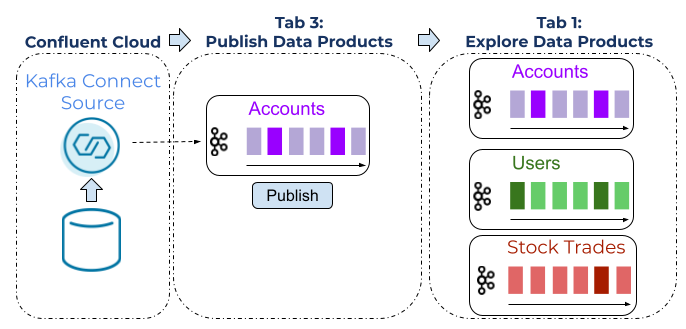 Confluent Cloud
Tab 3:
Publish Data Products
Tab 1:
Explore Data Products
Kafka Connect
Source
Accounts
Publish
Accounts
Users
Stock Trades